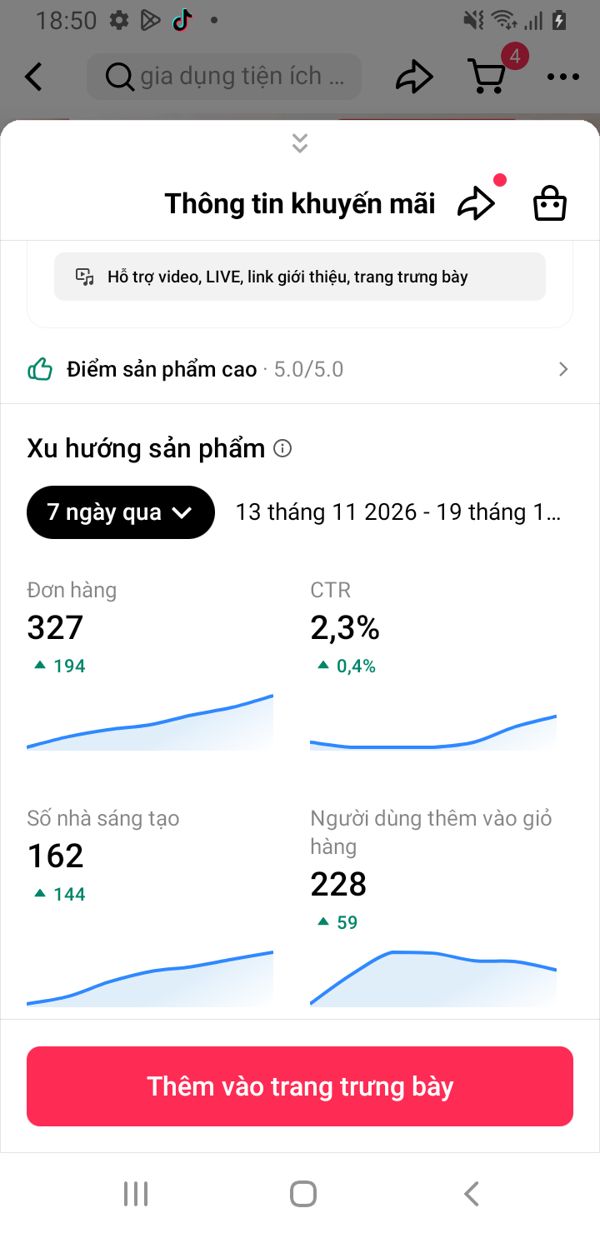 18:50
gia dụng tiện ích ...
4
Thông tin khuyến mãi
Hỗ trợ video, LIVE, link giới thiệu, trang trưng bày
Điểm sản phẩm cao · 5.0/5.0
Xu hướng sản phẩm
7 ngày qua
13 tháng 11 2026 - 19 tháng 1...
Đơn hàng
327
194
CTR
2,3%
0,4%
Số nhà sáng tạo
162
144
Người dùng thêm vào giỏ
hàng
228
59
Thêm vào trang trưng bày